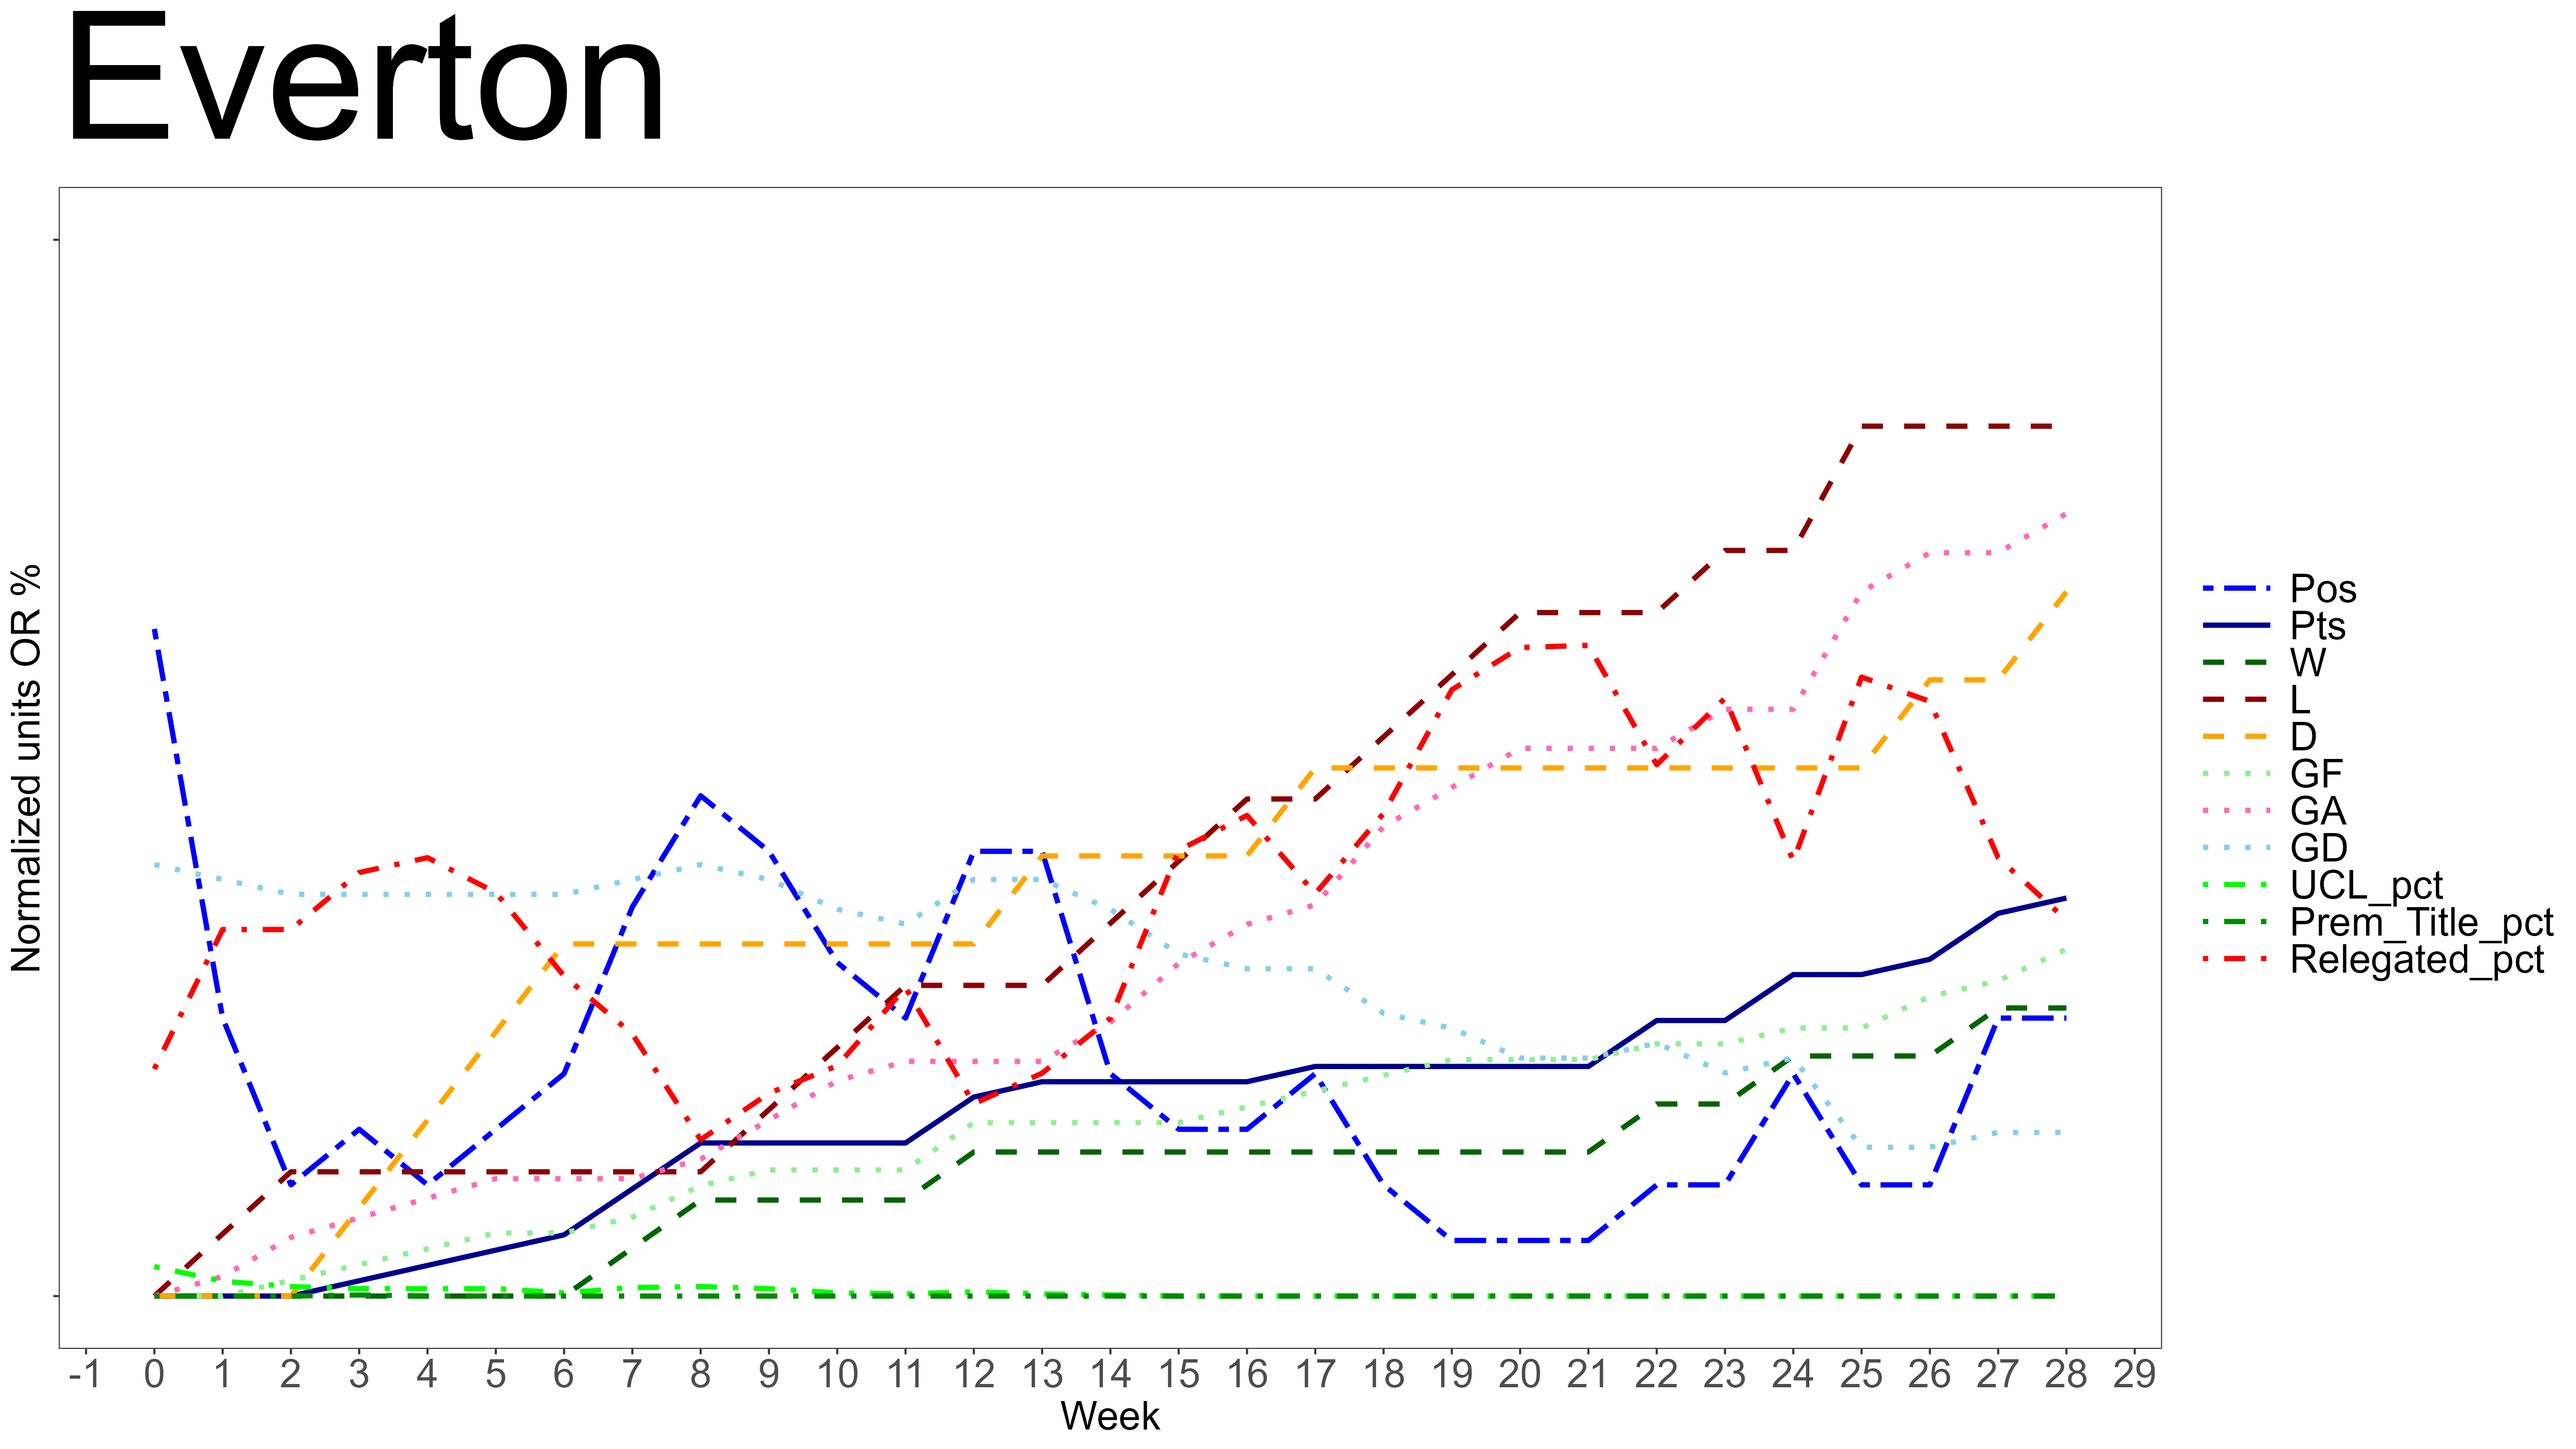 Everton
Normalized units OR %
-1 0 1 2 3 4 5 6 7 8 9 10 11 12 13 14 15 16 17 18 19 20 21 22 23 24 25 26 27 28 29
Week
Pos
Pts
W
L
D
GF
GA
GD
UCL_pct
Prem_Title_pct
Relegated_pct